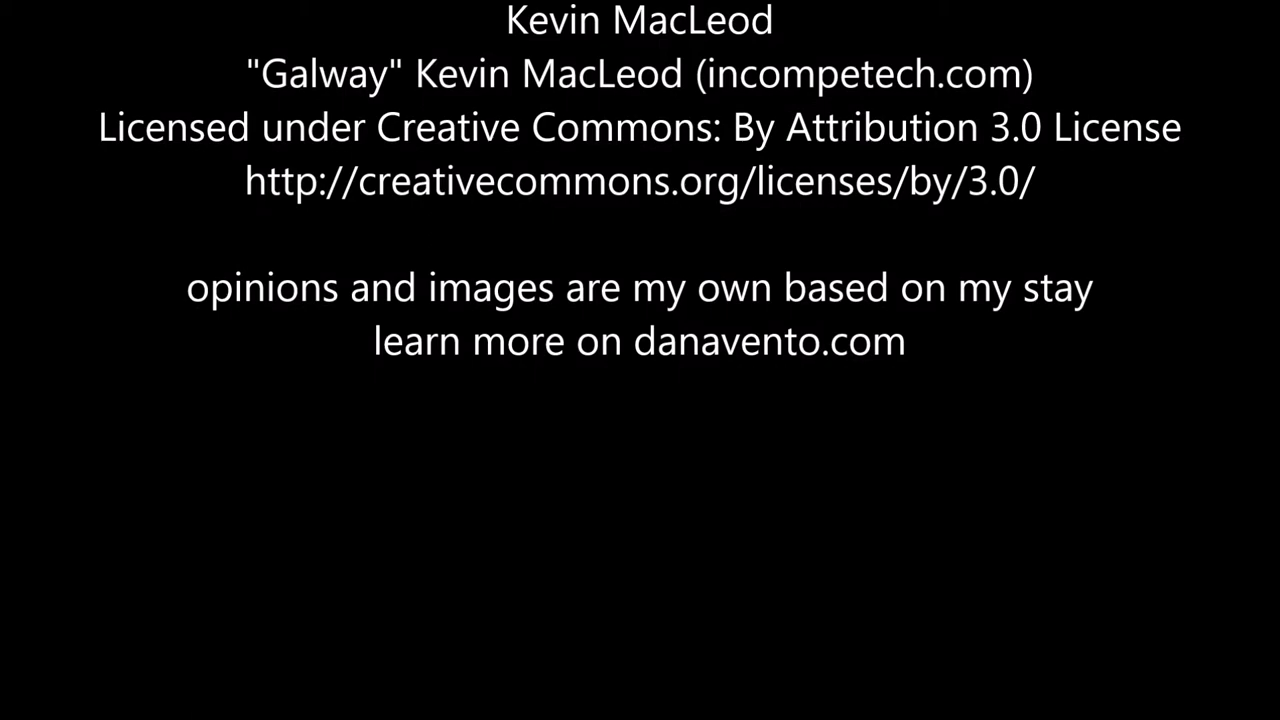 Kevin MacLeod
"Galway" Kevin MacLeod (incompetech.com)
Licensed under Creative Commons: By Attribution 3.0 License
http://creativecommons.org/licenses/by/3.0/
opinions and images are my own based on my stay
learn more on danavento.com